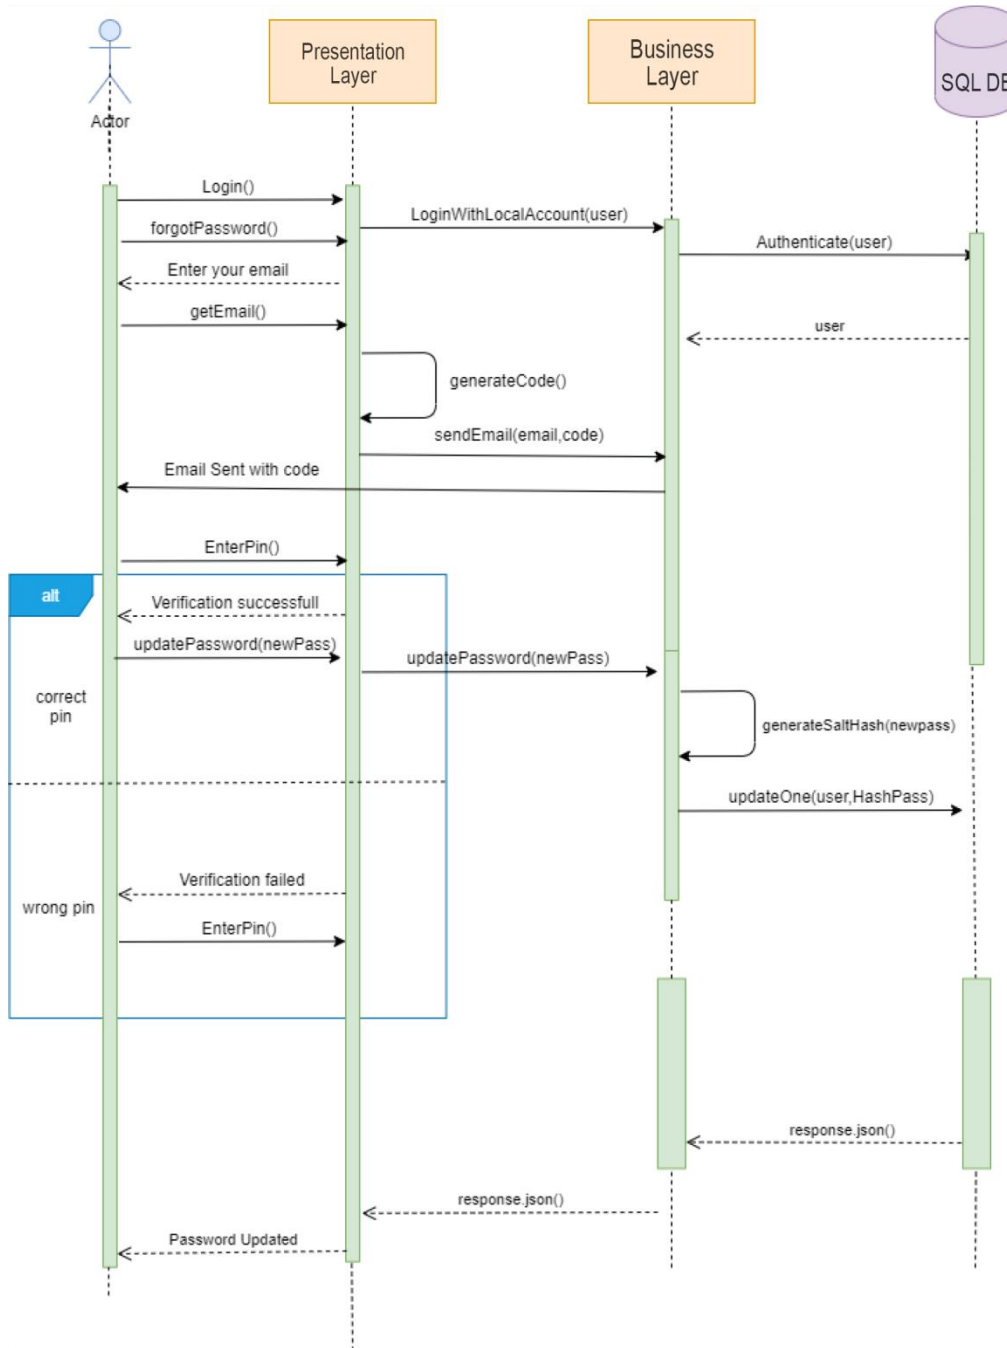 Presentation
Layer
Business
Layer
SQL DB
Actor
Login()
LoginWithLocalAccount(user)
forgotPassword()
Authenticate(user)
Enter your email
getEmail()
user
generateCode()
sendEmail(email,code)
Email Sent with code
EnterPin()
alt
Verification successfull
updatePassword(newPass)
updatePassword(newPass)
correct
pin
generateSaltHash(newpass)
updateOne(user,HashPass)
Verification failed
wrong pin
EnterPin()
response.json()
response.json()
Password Updated